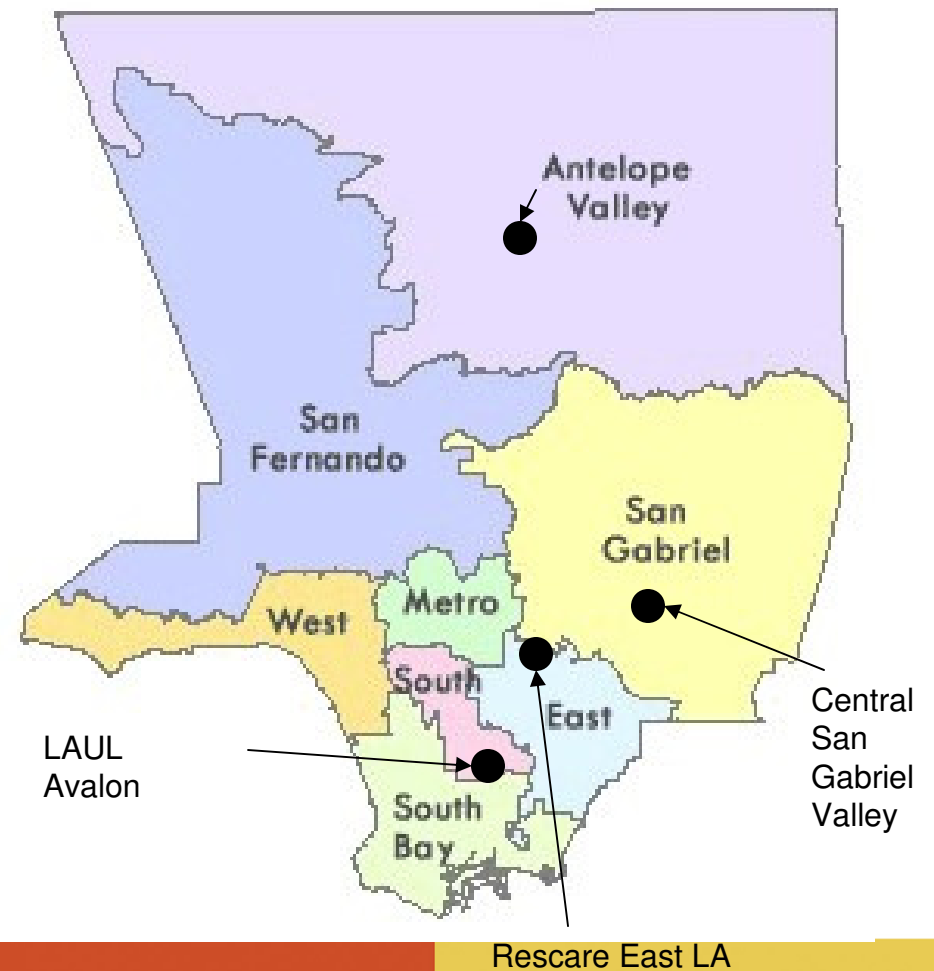 Antelope
Valley
San
Fernando
San
Gabriel
West
Metro
South
East
Central
San
Gabriel
Valley
LAUL
Avalon
South
Bay
Rescare East LA